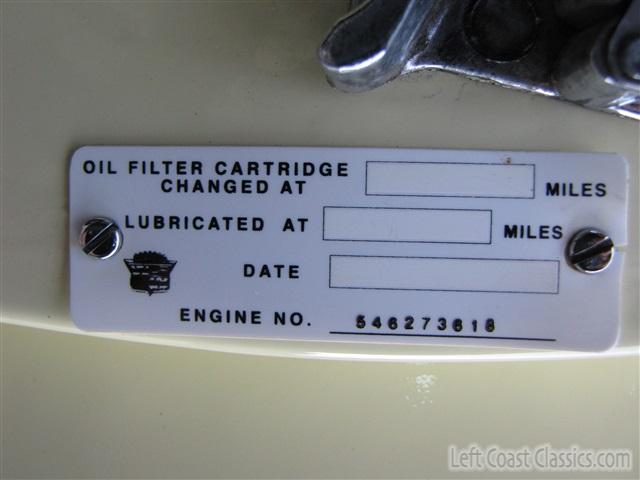 OIL FILTER CARTRIDGE
CHANGED AT MILES
LUBRICATED AT MILES
DATE
ENGINE NO. 546273618
Left Coast Classics.com